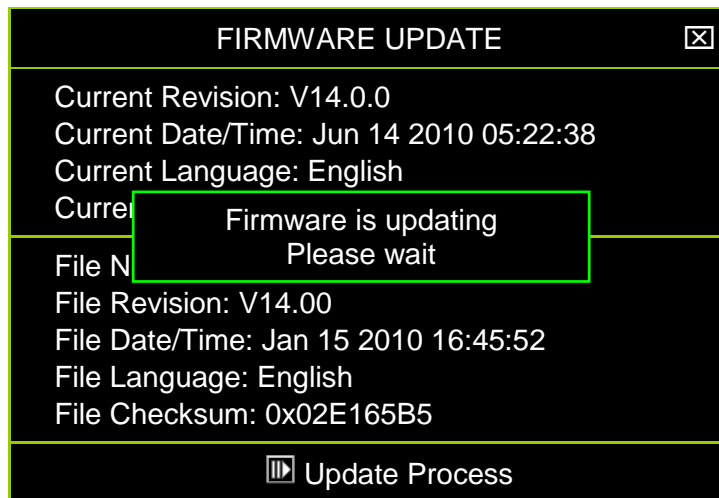 FIRMWARE UPDATE
Current Revision: V14.0.0
Current Date/Time: Jun 14 2010 05:22:38
Current Language: English
Firmware is updating
Please wait
File Revision: V14.00
File Date/Time: Jan 15 2010 16:45:52
File Language: English
File Checksum: 0x02E165B5
Update Process